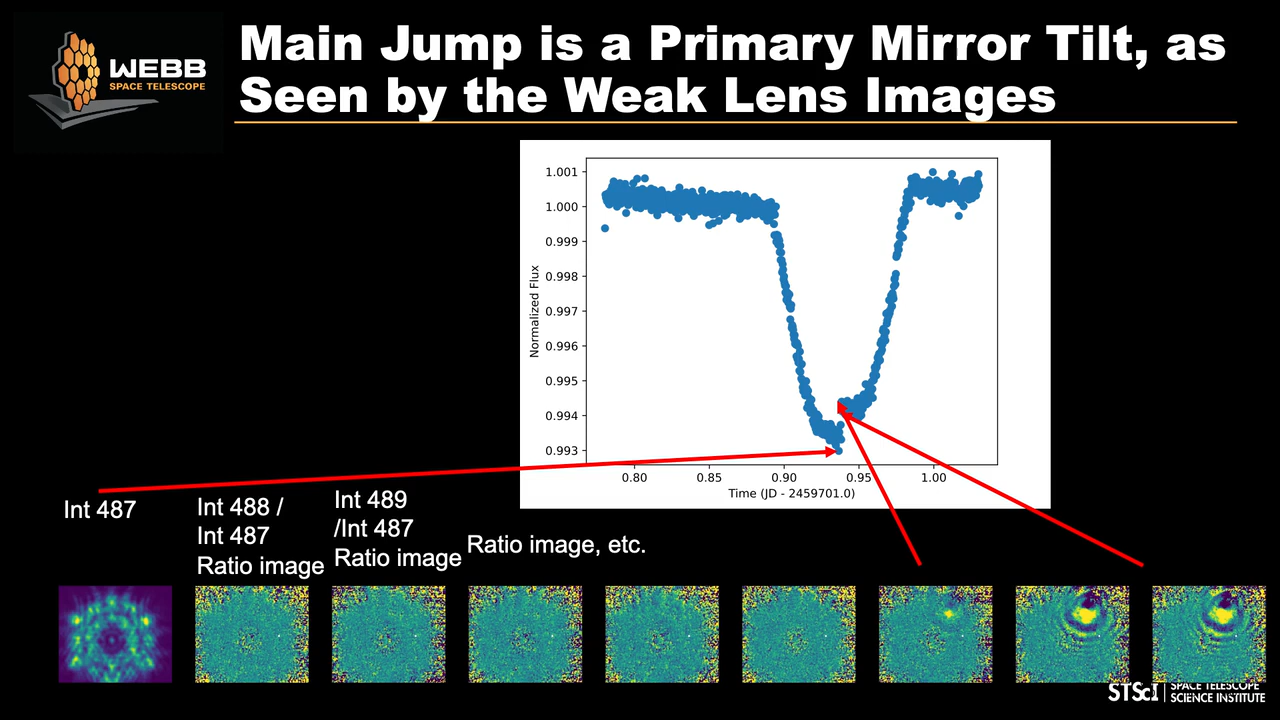 Main Jump is a Primary Mirror Tilt, as
Seen by the Weak Lens Images
WEBB
SPACE TELESCOPE
1.001
1.000
0.999
0.998
0.997
0.996
0.995
0.994
0.993
Normalized Flux
0.80
0.85
0.90
0.95
1.00
Time (JD - 2459701.0)
Int 487
Int 488 /
Int 487
Ratio image
Int 489
/Int 487
Ratio image
Ratio image, etc.
STScI
SPACE TELESCOPE
SCIENCE INSTITUTE